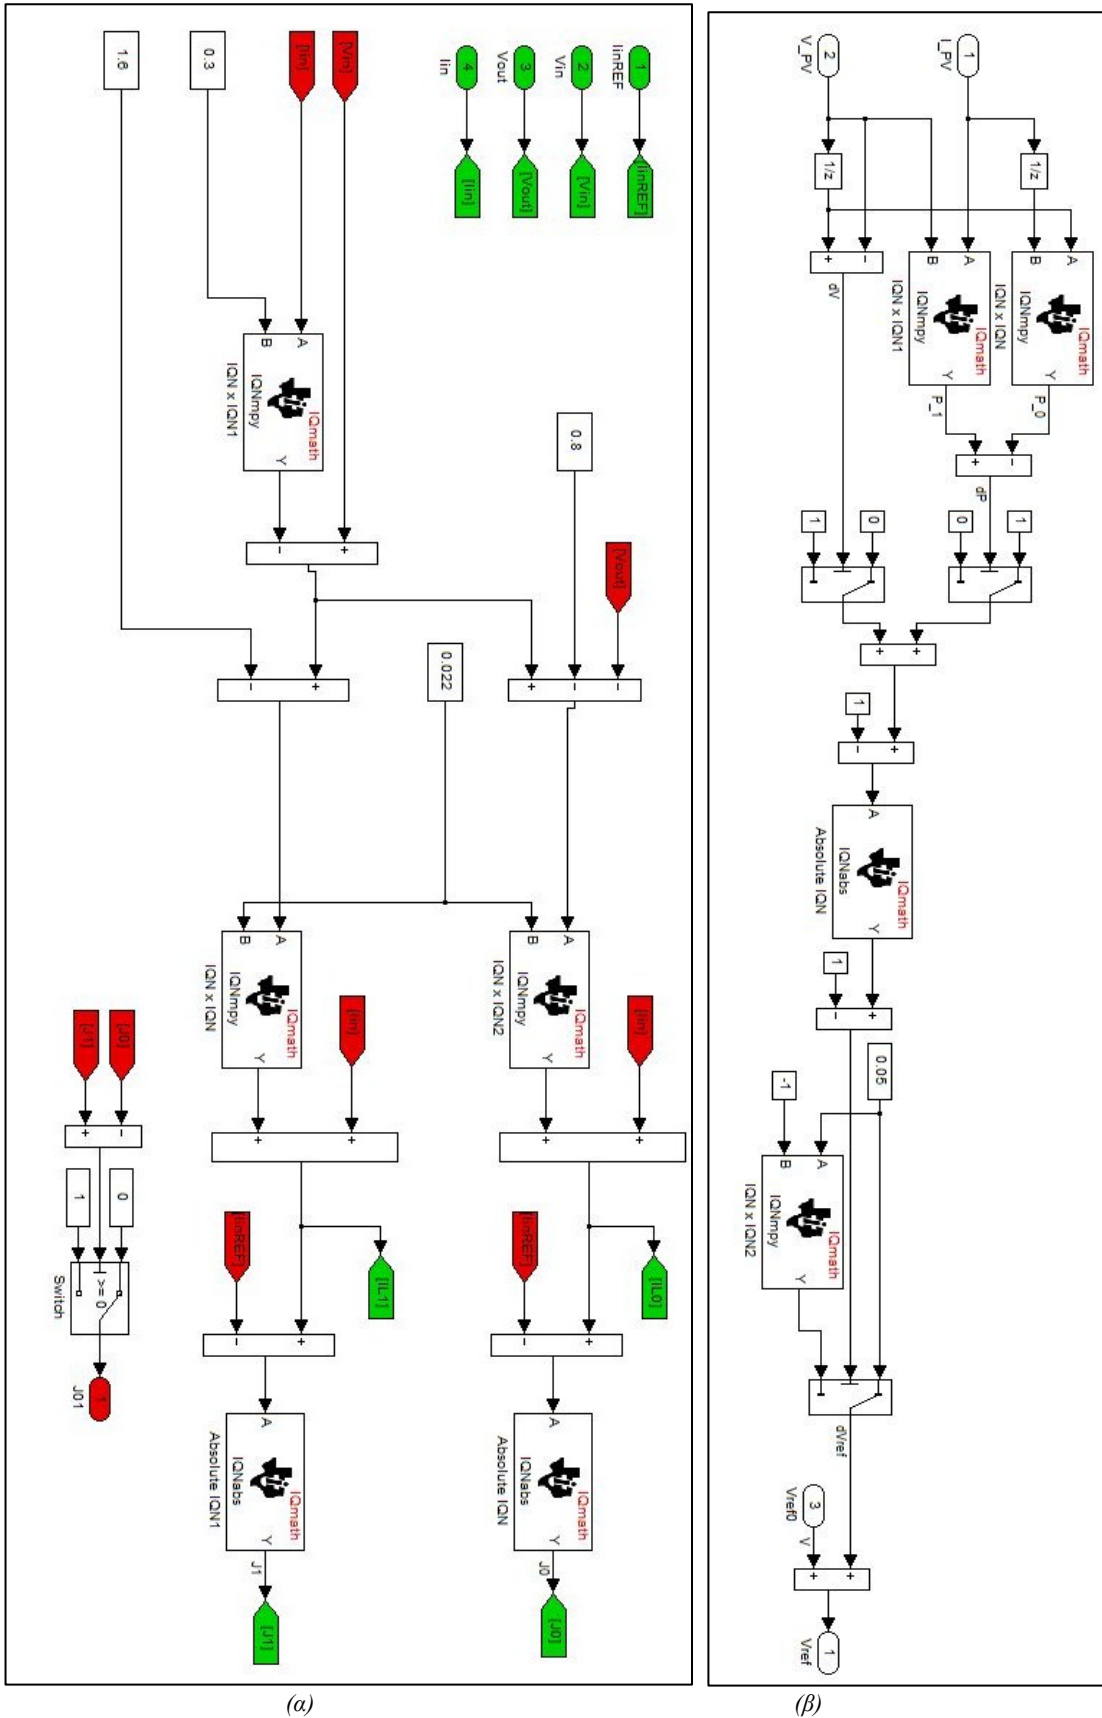 1
IinREF
[IinREF]
2
Vin
[Vin]
3
Vout
[Vout]
4
Iin
[Iin]
[Vout]
0.8
[Vin]
[Iin]
0.3
1.6
A
B
IQmath
IQNmpy
Y
IQN x IQN1
+
-
-
-
+
+
-
0.022
A
B
IQmath
IQNmpy
Y
IQN x IQN2
[Iin]
+
+
[IL0]
[IinREF]
+
-
A
IQmath
IQNabs
Y
Absolute IQN
J0
[J0]
A
B
IQmath
IQNmpy
Y
IQN x IQN
[Iin]
+
+
[IL1]
[IinREF]
+
-
A
IQmath
IQNabs
Y
Absolute IQN1
J1
[J1]
[J0]
[J1]
-
+
0
1
>= 0
Switch
1
J01
(α)
1
I_PV
2
V_PV
1/z
1/z
A
B
IQmath
IQNmpy
Y
IQN x IQN
P_0
A
B
IQmath
IQNmpy
Y
IQN x IQN1
P_1
-
+
dV
-
+
dP
1
0
0
1
+
+
1
+
-
A
IQmath
IQNabs
Y
Absolute IQN
1
+
-
0.05
-1
A
B
IQmath
IQNmpy
Y
IQN x IQN2
dVref
3
Vref0
V
+
+
1
Vref
(β)